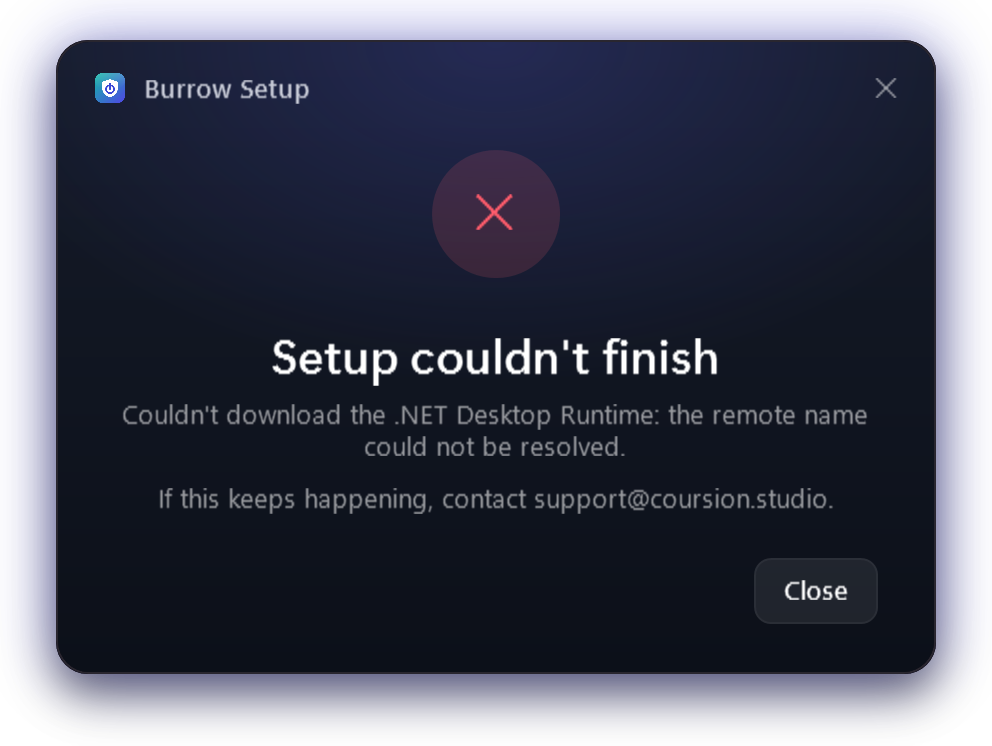 Burrow Setup
Setup couldn't finish
Couldn't download the .NET Desktop Runtime: the remote name
could not be resolved.
If this keeps happening, contact support@coursion.studio.
Close